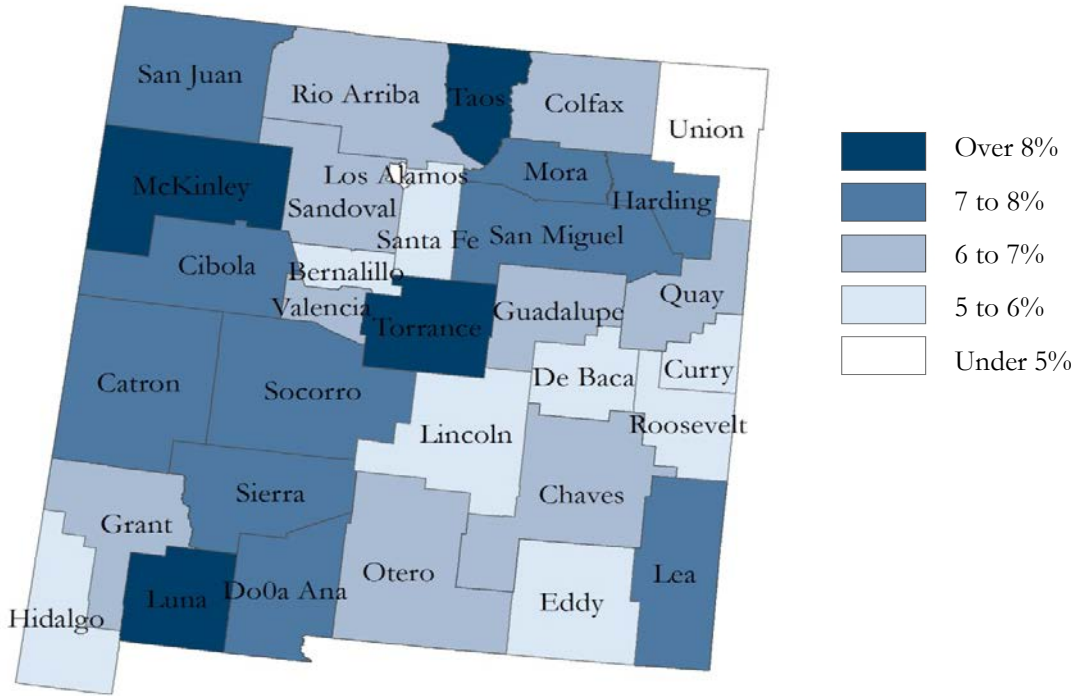 San Juan
Rio Arriba
Taos
Colfax
Union
McKinley
Los Alamos
Mora
Harding
Sandoval
Santa Fe
San Miguel
Cibola
Bernalillo
Valencia
Torrance
Guadalupe
Quay
Catron
Socorro
De Baca
Curry
Lincoln
Roosevelt
Sierra
Chaves
Grant
Otero
Lea
Hidalgo
Luna
Do0a Ana
Eddy
Over 8%
7 to 8%
6 to 7%
5 to 6%
Under 5%